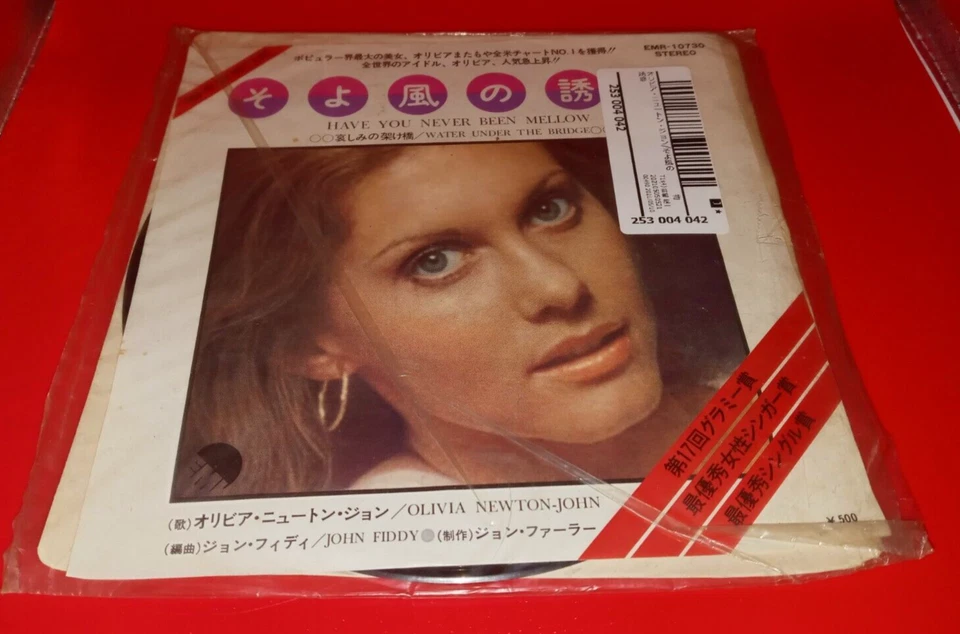 ポピュラー界最大の美女、オリビアまたもや全米チャートNO.1を獲得!!
全世界のアイドル、オリビア、人気急上昇!!
EMR-10730
STEREO
そよ風の誘
HAVE YOU NEVER BEEN MELLOW
○○哀しみの架け橋/WATER UNDER THE BRIDGE○
253 004 042
253 004 042
第17回グラミー賞
最優秀女性シンガー賞
最優秀シングル賞
¥500
(歌)オリビア・ニュートン・ジョン/OLIVIA NEWTON-JOHN
(編曲)ジョン・フィディ/JOHN FIDDY●(制作)ジョン・ファーラー